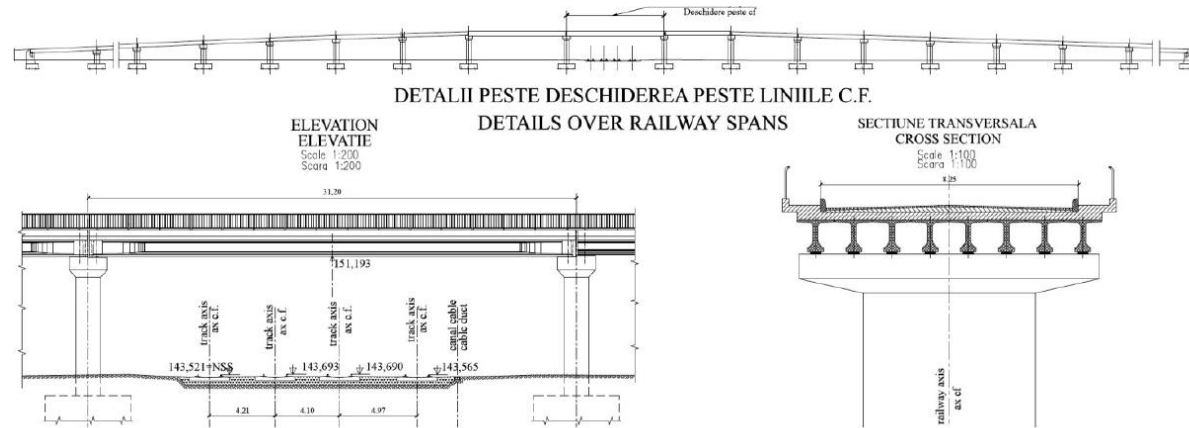 Deschidere peste cf
DETALII PESTE DESCHIDEREA PESTE LINIILE C.F.
DETAILS OVER RAILWAY SPANS
ELEVATION
ELEVATIE
Scale 1:200
Scara 1:200
31,20
151,193
track axis
ax c.f.
track axis
ax c.f.
track axis
ax c.f.
track axis
ax c.f.
canal cable
cable duct
143,521=NSS
143,693
143,690
143,565
4.21
4.10
4.97
SECTIUNE TRANSVERSALA
CROSS SECTION
Scale 1:100
Scara 1:100
8.25
railway axis
ax cf